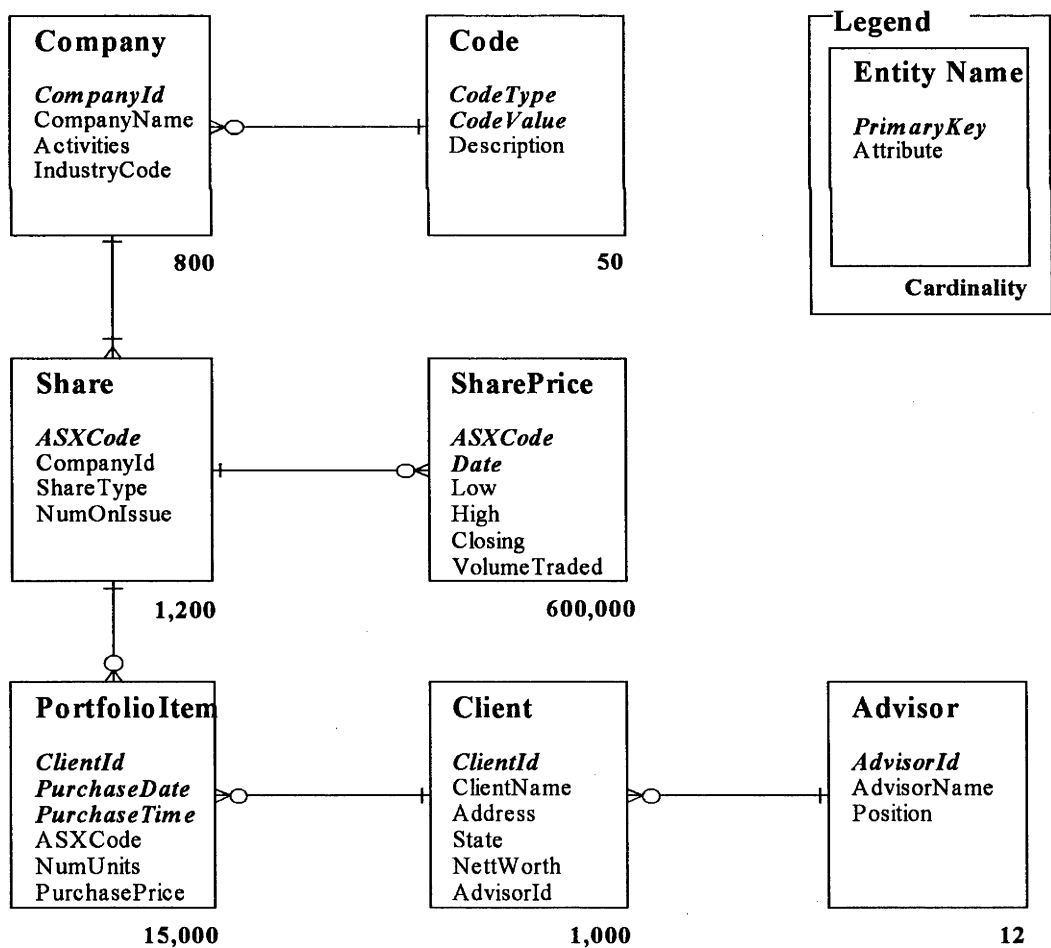 Company
CompanyId
CompanyName
Activities
IndustryCode
800
Code
CodeType
CodeValue
Description
50
Legend
Entity Name
PrimaryKey
Attribute
Cardinality
Share
ASXCode
CompanyId
ShareType
NumOnIssue
1,200
SharePrice
ASXCode
Date
Low
High
Closing
VolumeTraded
600,000
PortfolioItem
ClientId
PurchaseDate
PurchaseTime
ASXCode
NumUnits
PurchasePrice
15,000
Client
ClientId
ClientName
Address
State
NettWorth
AdvisorId
1,000
Advisor
AdvisorId
AdvisorName
Position
12